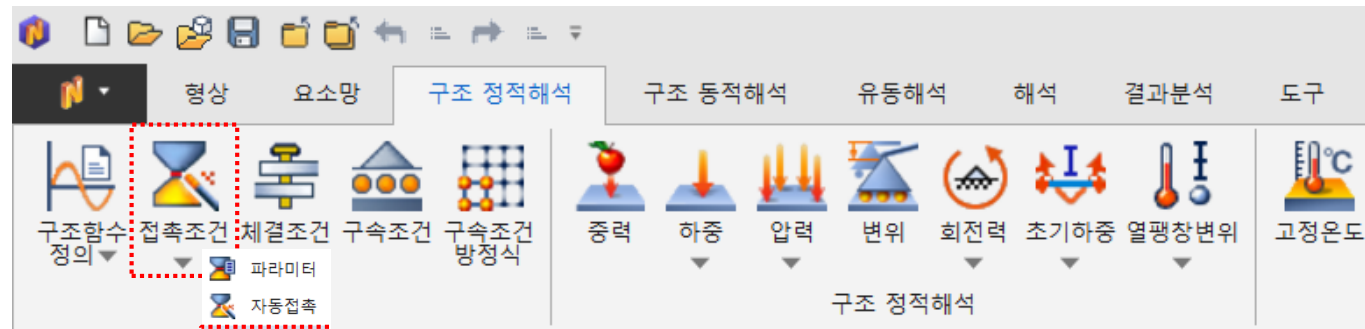 형상 요소망 구조 정적해석 구조 동적해석 유동해석 해석 결과분석 도구
구조함수 접촉조건 체결조건 구속조건 구속조건 중력 하중 압력 변위 회전력 초기하중 열팽창변위 고정온도
정의 방정식
파라미터
자동접촉
구조 정적해석